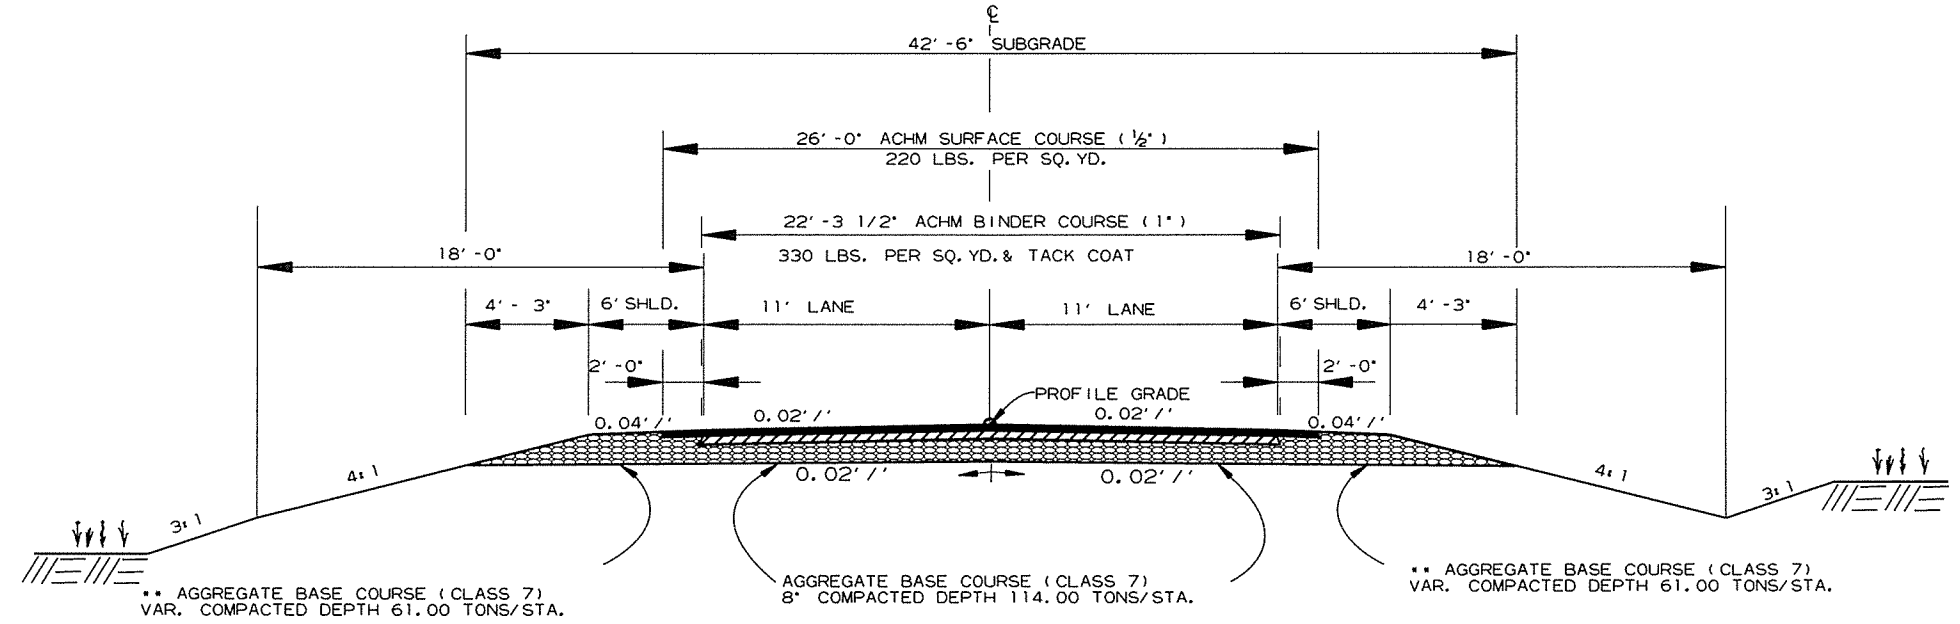 ℄
42'-6" SUBGRADE
26'-0" ACHM SURFACE COURSE (½")
220 LBS. PER SQ.YD.
22'-3 1/2" ACHM BINDER COURSE (1")
330 LBS. PER SQ.YD.& TACK COAT
18'-0"
18'-0"
4'- 3"
6' SHLD.
11' LANE
11' LANE
6' SHLD.
4'-3"
2'-0"
2'-0"
PROFILE GRADE
0.04'/'
0.02'/'
0.02'/'
0.04'/'
0.02'/'
0.02'/'
4:1
4:1
3:1
3:1
** AGGREGATE BASE COURSE (CLASS 7)
VAR. COMPACTED DEPTH 61.00 TONS/STA.
AGGREGATE BASE COURSE (CLASS 7)
8" COMPACTED DEPTH 114.00 TONS/STA.
** AGGREGATE BASE COURSE (CLASS 7)
VAR. COMPACTED DEPTH 61.00 TONS/STA.